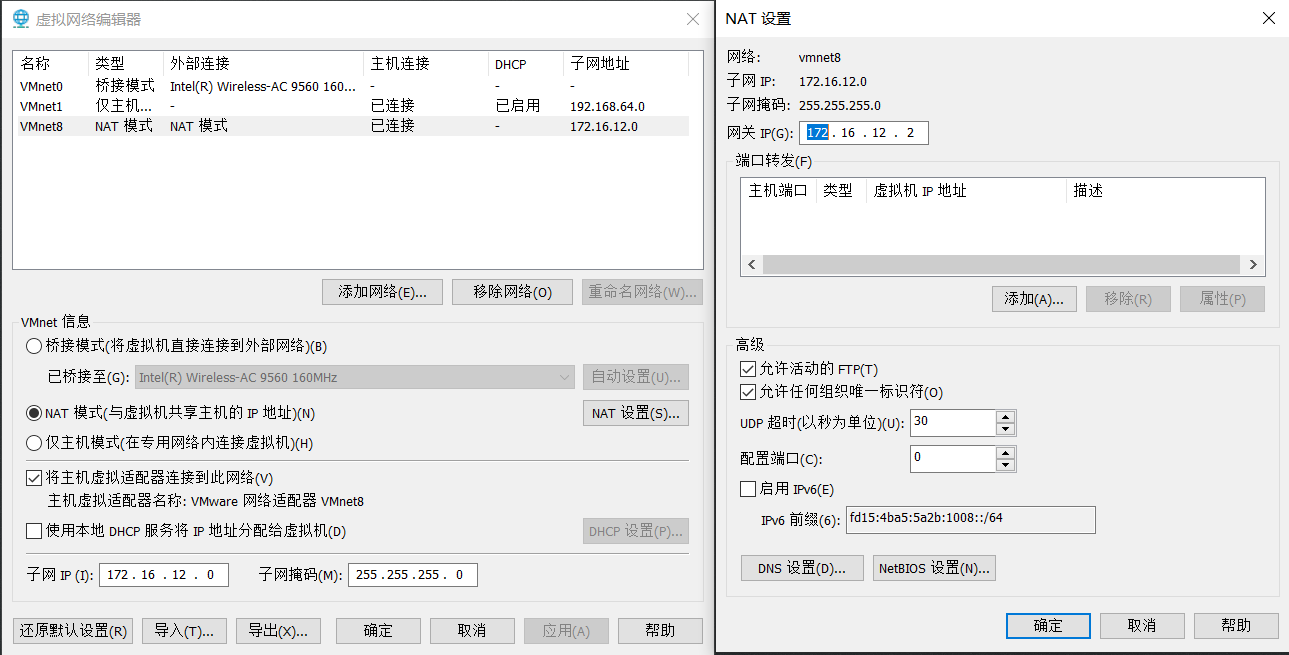 虚拟网络编辑器
名称 类型 外部连接 主机连接 DHCP 子网地址
VMnet0 桥接模式 Intel(R) Wireless-AC 9560 160... - - -
VMnet1 仅主机... - 已连接 已启用 192.168.64.0
VMnet8 NAT 模式 NAT 模式 已连接 - 172.16.12.0
添加网络(E)... 移除网络(O) 重命名网络(W)...
VMnet 信息
桥接模式(将虚拟机直接连接到外部网络)(B)
已桥接至(G): Intel(R) Wireless-AC 9560 160MHz 自动设置(U)...
NAT 模式(与虚拟机共享主机的 IP 地址)(N) NAT 设置(S)...
仅主机模式(在专用网络内连接虚拟机)(H)
将主机虚拟适配器连接到此网络(V)
主机虚拟适配器名称: VMware 网络适配器 VMnet8
使用本地 DHCP 服务将 IP 地址分配给虚拟机(D) DHCP 设置(P)...
子网 IP (I): 172 . 16 . 12 . 0 子网掩码(M): 255 . 255 . 255 . 0
还原默认设置(R) 导入(T)... 导出(X)... 确定 取消 应用(A) 帮助
NAT 设置
网络: vmnet8
子网 IP: 172.16.12.0
子网掩码: 255.255.255.0
网关 IP(G): 172 . 16 . 12 . 2
端口转发(F)
主机端口 类型 虚拟机 IP 地址 描述
添加(A)... 移除(R) 属性(P)
高级
允许活动的 FTP(T)
允许任何组织唯一标识符(O)
UDP 超时(以秒为单位)(U): 30
配置端口(C): 0
启用 IPv6(E)
IPv6 前缀(6): fd15:4ba5:5a2b:1008::/64
DNS 设置(D)... NetBIOS 设置(N)...
确定 取消 帮助